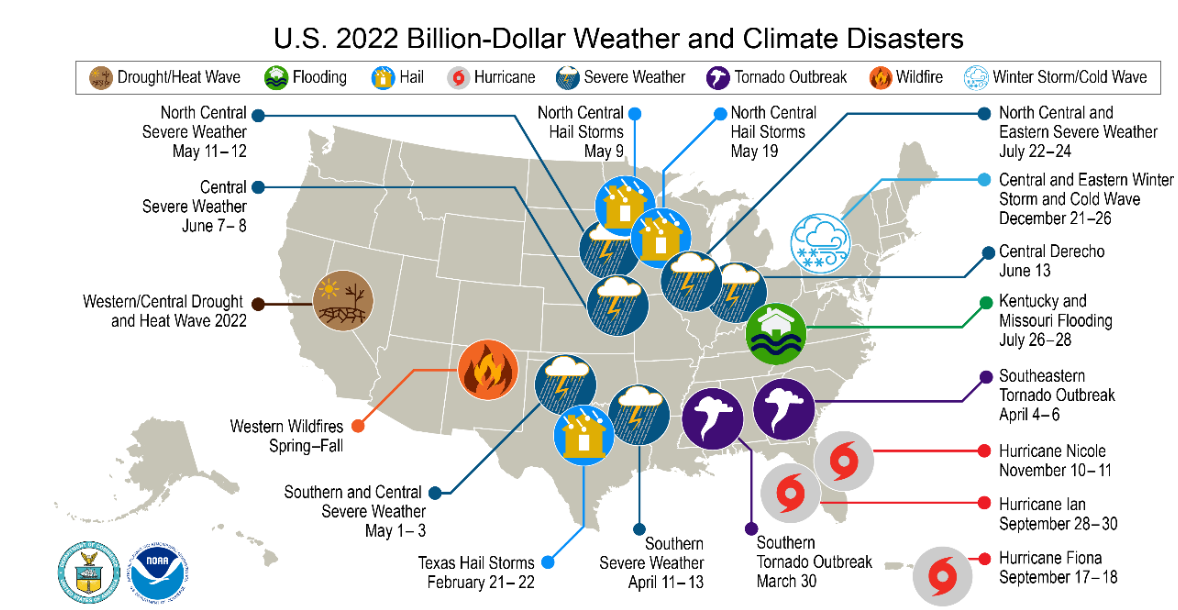 U.S. 2022 Billion-Dollar Weather and Climate Disasters
Drought/Heat Wave
Flooding
Hail
Hurricane
Severe Weather
Tornado Outbreak
Wildfire
Winter Storm/Cold Wave
North Central
Severe Weather
May 11–12
North Central
Hail Storms
May 9
North Central
Hail Storms
May 19
North Central and
Eastern Severe Weather
July 22–24
Central
Severe Weather
June 7–8
Central and Eastern Winter
Storm and Cold Wave
December 21–26
Central Derecho
June 13
Western/Central Drought
and Heat Wave 2022
Kentucky and
Missouri Flooding
July 26–28
Southeastern
Tornado Outbreak
April 4–6
Western Wildfires
Spring–Fall
Hurricane Nicole
November 10–11
Southern and Central
Severe Weather
May 1–3
Hurricane Ian
September 28–30
Texas Hail Storms
February 21–22
Southern
Severe Weather
April 11–13
Southern
Tornado Outbreak
March 30
Hurricane Fiona
September 17–18
NOAA